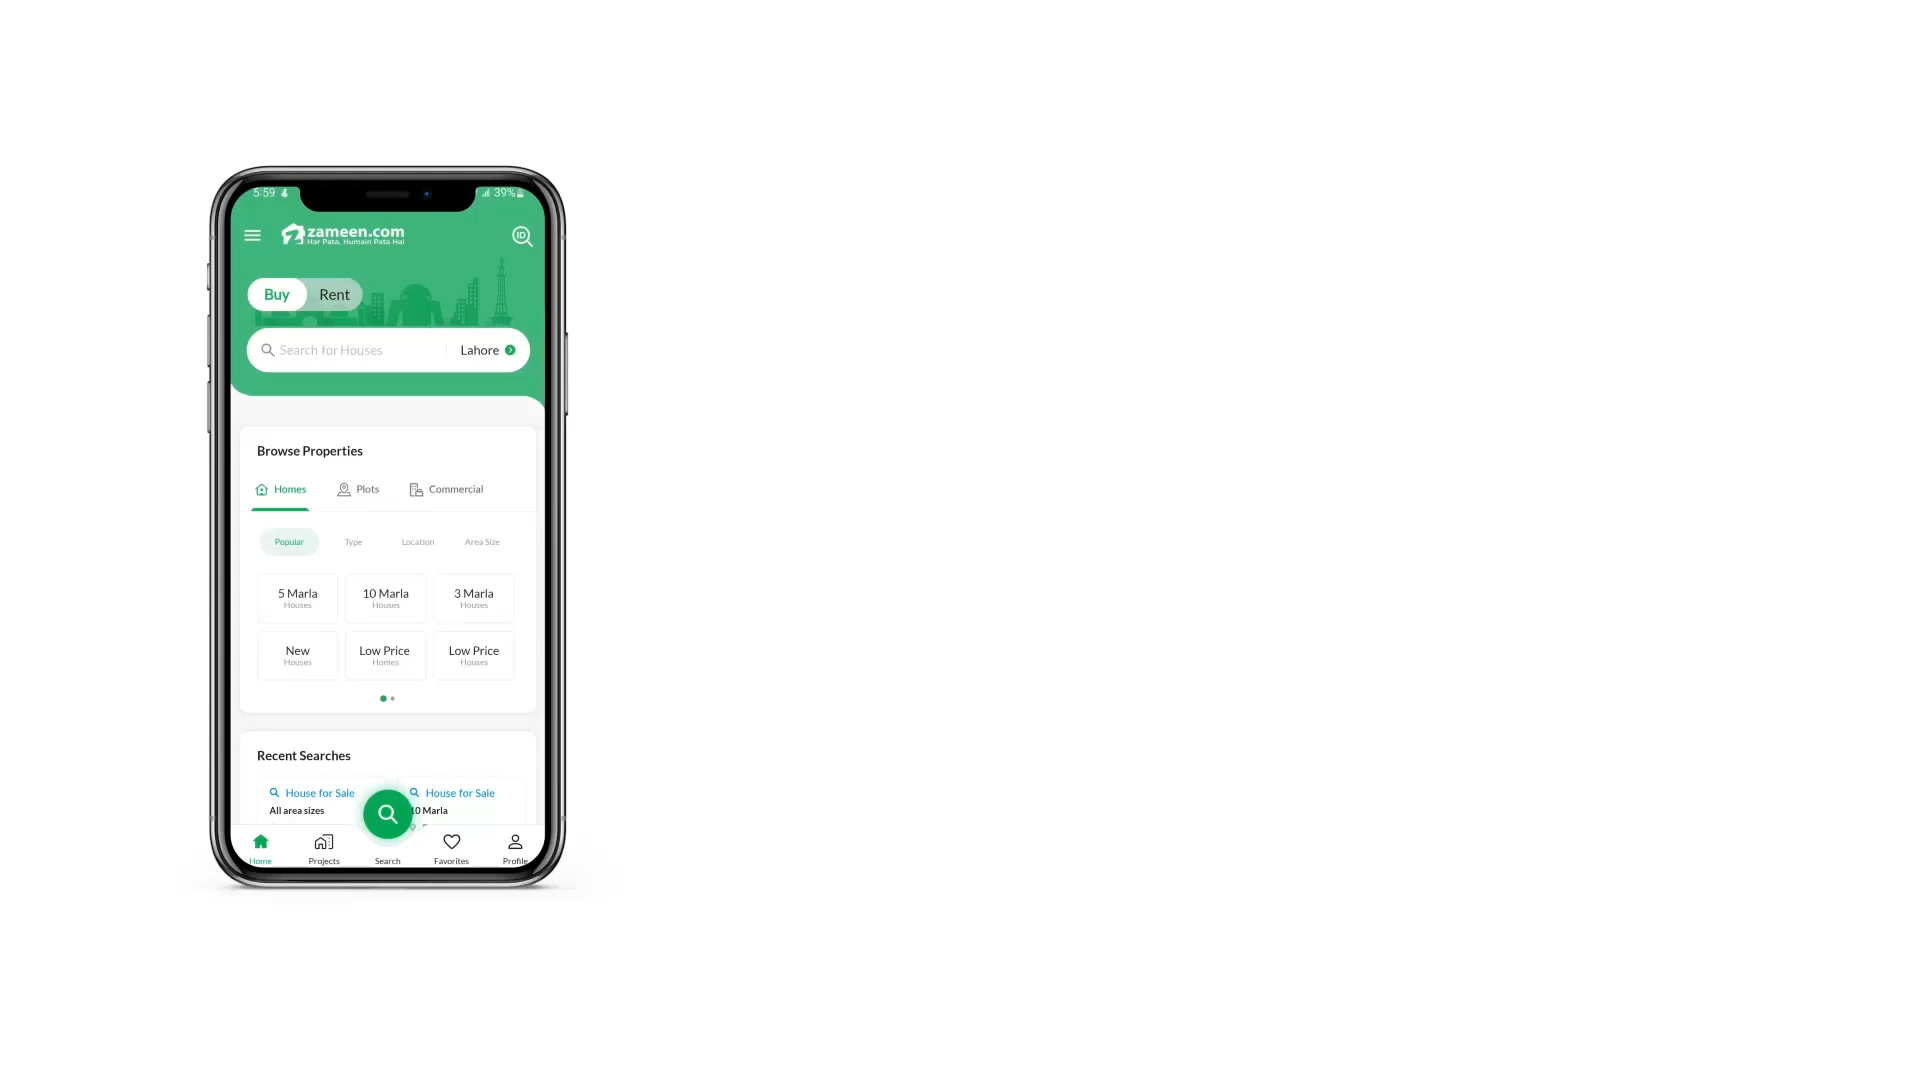 5:59
39%
zameen.com
Har Pata, Humain Pata Hai
ID
Buy Rent
Search for Houses Lahore
Browse Properties
Homes Plots Commercial
Popular Type Location Area Size
5 Marla 10 Marla 3 Marla
Houses Houses Houses
New Low Price Low Price
Houses Homes Houses
Recent Searches
House for Sale House for Sale
All area sizes 10 Marla
Home Projects Search Favorites Profile